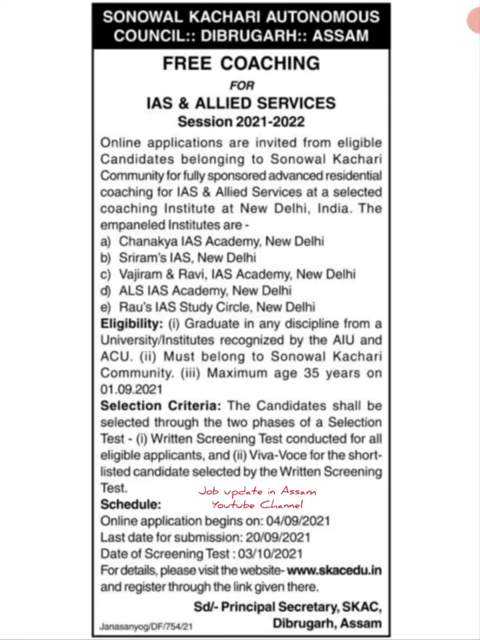 SONOWAL KACHARI AUTONOMOUS
COUNCIL:: DIBRUGARH:: ASSAM
FREE COACHING
FOR
IAS & ALLIED SERVICES
Session 2021-2022
Online applications are invited from eligible
Candidates belonging to Sonowal Kachari
Community for fully sponsored advanced residential
coaching for IAS & Allied Services at a selected
coaching Institute at New Delhi, India. The
empaneled Institutes are -
a) Chanakya IAS Academy, New Delhi
b) Sriram's IAS, New Delhi
c) Vajiram & Ravi, IAS Academy, New Delhi
d) ALS IAS Academy, New Delhi
e) Rau's IAS Study Circle, New Delhi
Eligibility: (i) Graduate in any discipline from a
University/Institutes recognized by the AIU and
ACU. (ii) Must belong to Sonowal Kachari
Community. (iii) Maximum age 35 years on
01.09.2021
Selection Criteria: The Candidates shall be
selected through the two phases of a Selection
Test - (i) Written Screening Test conducted for all
eligible applicants, and (ii) Viva-Voce for the short-
listed candidate selected by the Written Screening
Test.
Job update in Assam
Youtube Channel
Schedule:
Online application begins on: 04/09/2021
Last date for submission: 20/09/2021
Date of Screening Test : 03/10/2021
For details, please visit the website- www.skacedu.in
and register through the link given there.
Sd/- Principal Secretary, SKAC,
Janasanyog/DF/754/21 Dibrugarh, Assam